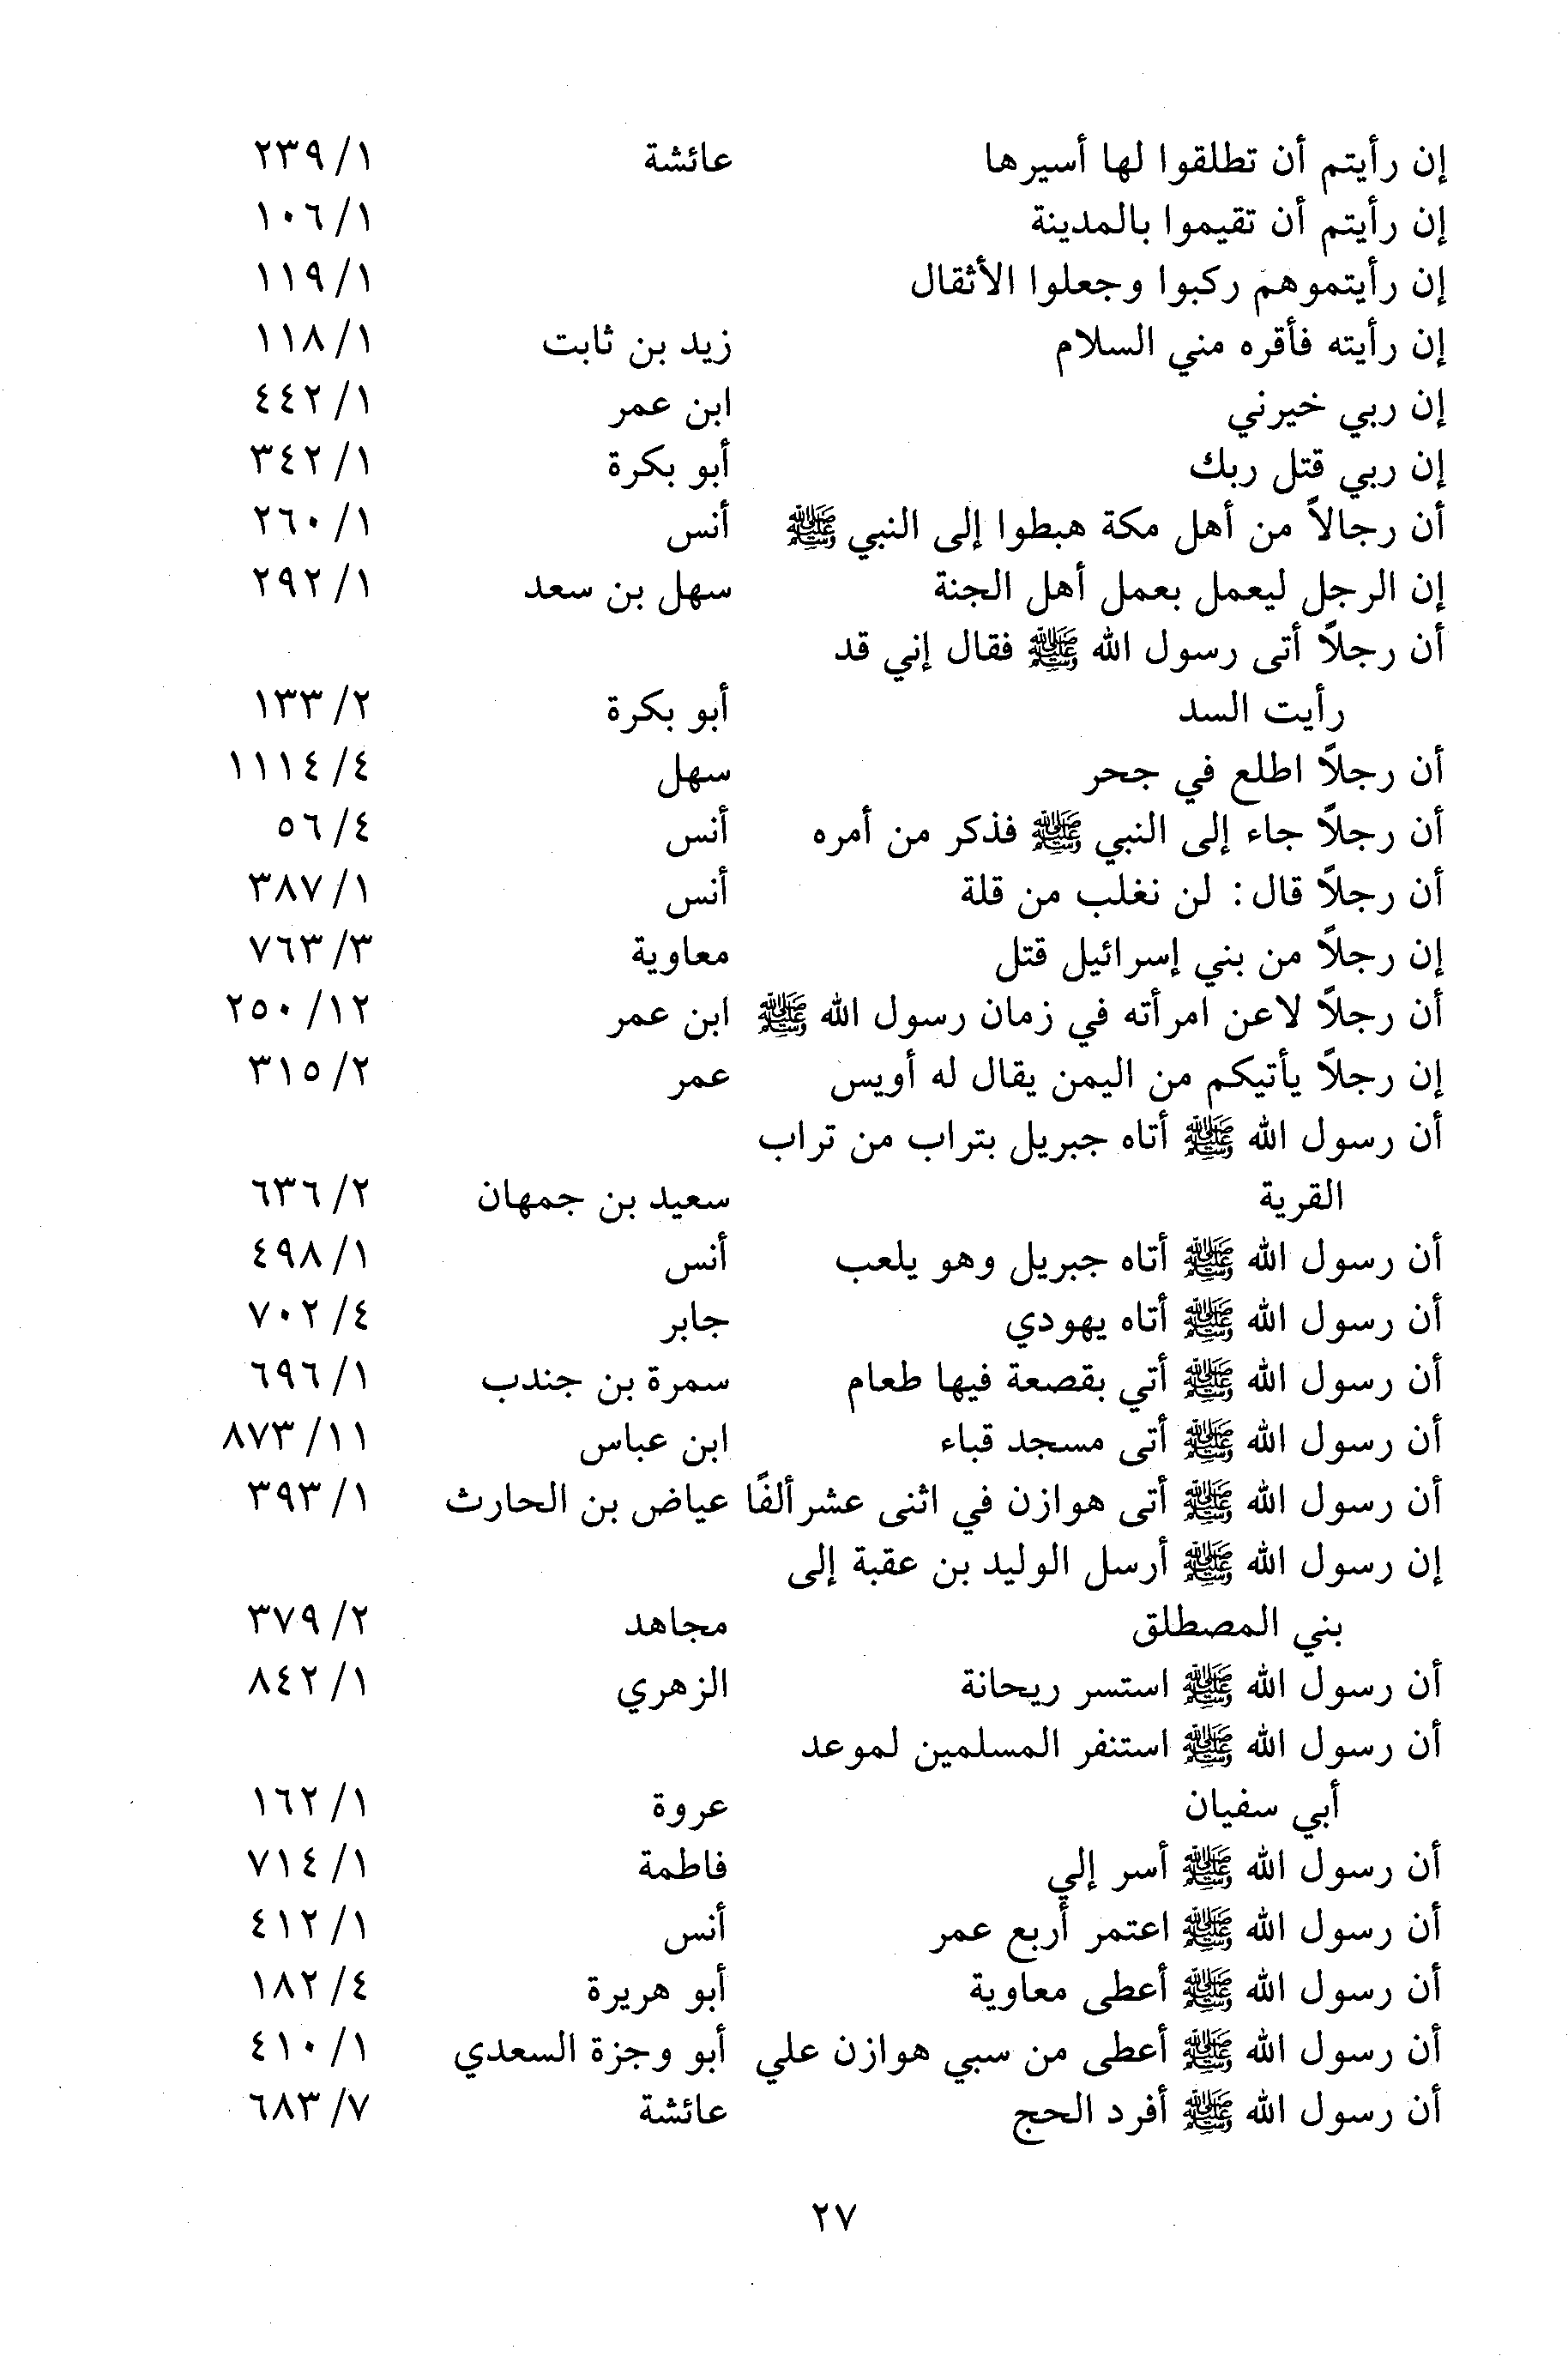 إن رأيتم أن تطلقوا لها أسيرها عائشة ١/ ٢٣٩
إن رأيتم أن تقيموا بالمدينة ١/ ١٠٦
إن رأيتموهم ركبوا وجعلوا الأثقال ١/ ١١٩
إن رأيته فأقره مني السلام زيد بن ثابت ١/ ١١٨
إن ربي خيرني ابن عمر ١/ ٤٤٢
إن ربي قتل ربك أبو بكرة ١/ ٣٤٢
أن رجالاً من أهل مكة هبطوا إلى النبي ﷺ أنس ١/ ٢٦٠
إن الرجل ليعمل بعمل أهل الجنة سهل بن سعد ١/ ٢٩٢
أن رجلاً أتى رسول الله ﷺ فقال إني قد
رأيت السد أبو بكرة ٢/ ١٣٣
أن رجلاً اطلع في جحر سهل ٤/ ١١١٤
أن رجلاً جاء إلى النبي ﷺ فذكر من أمره أنس ٤/ ٥٦
أن رجلاً قال: لن نغلب من قلة أنس ١/ ٣٨٧
إن رجلاً من بني إسرائيل قتل معاوية ٣/ ٧٦٣
أن رجلاً لاعن امرأته في زمان رسول الله ﷺ ابن عمر ١٢/ ٢٥٠
إن رجلاً يأتيكم من اليمن يقال له أويس عمر ٢/ ٣١٥
أن رسول الله ﷺ أتاه جبريل بتراب من تراب
القرية سعيد بن جمهان ٢/ ٦٣٦
أن رسول الله ﷺ أتاه جبريل وهو يلعب أنس ١/ ٤٩٨
أن رسول الله ﷺ أتاه يهودي جابر ٤/ ٧٠٢
أن رسول الله ﷺ أتي بقصعة فيها طعام سمرة بن جندب ١/ ٦٩٦
أن رسول الله ﷺ أتى مسجد قباء ابن عباس ١١/ ٨٧٣
أن رسول الله ﷺ أتى هوازن في اثنى عشر ألفًا عياض بن الحارث ١/ ٣٩٣
إن رسول الله ﷺ أرسل الوليد بن عقبة إلى
بني المصطلق مجاهد ٢/ ٣٧٩
أن رسول الله ﷺ استسر ريحانة الزهري ١/ ٨٤٢
أن رسول الله ﷺ استنفر المسلمين لموعد
أبي سفيان عروة ١/ ١٦٢
أن رسول الله ﷺ أسر إلي فاطمة ١/ ٧١٤
أن رسول الله ﷺ اعتمر أربع عمر أنس ١/ ٤١٢
أن رسول الله ﷺ أعطى معاوية أبو هريرة ٤/ ١٨٢
أن رسول الله ﷺ أعطى من سبي هوازن علي أبو وجزة السعدي ١/ ٤١٠
أن رسول الله ﷺ أفرد الحج عائشة ٧/ ٦٨٣
٢٧